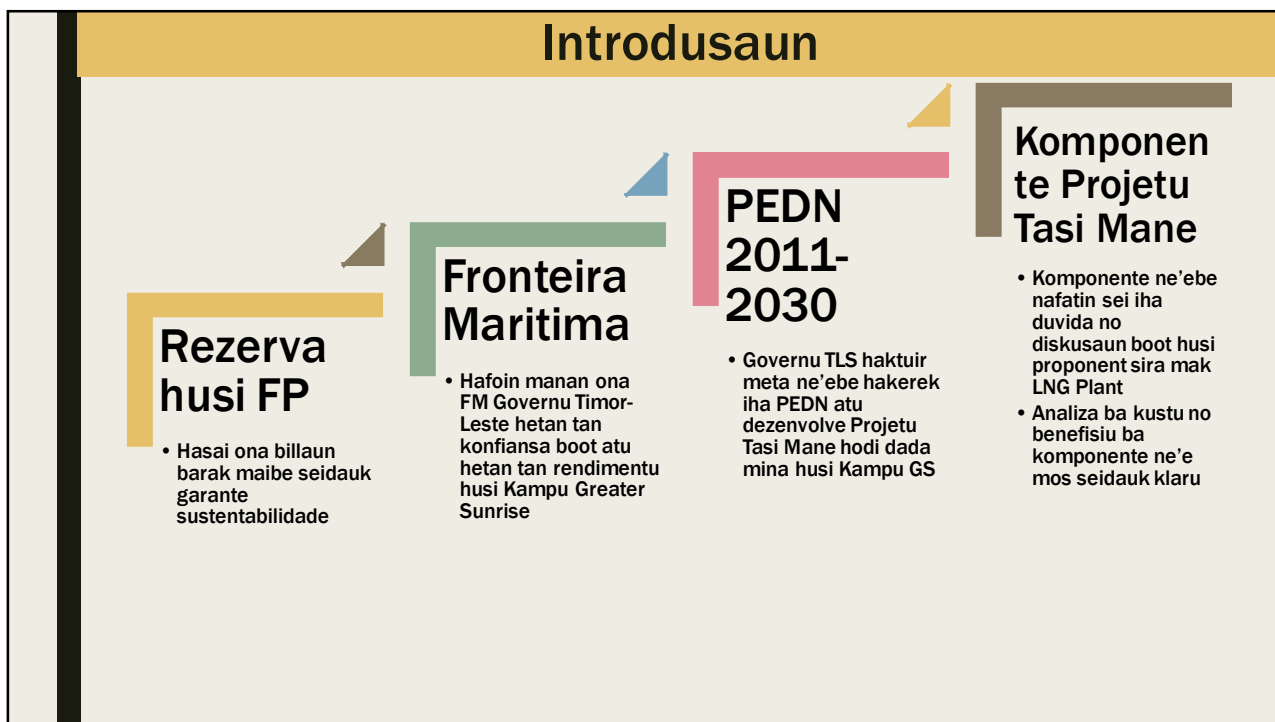 Introdusaun
Rezerva
husi FP
• Hasai ona billaun
barak maibe seidauk
garante
sustentabilidade
Fronteira
Maritima
• Hafoin manan ona
FM Governu Timor-
Leste hetan tan
konfiansa boot atu
hetan tan rendimentu
husi Kampu Greater
Sunrise
PEDN
2011-
2030
• Governu TLS haktuir
meta ne’ebe hakerek
iha PEDN atu
dezenvolve Projetu
Tasi Mane hodi dada
mina husi Kampu GS
Komponen
te Projetu
Tasi Mane
• Komponente ne’ebe
nafatin sei iha
duvida no
diskusaun boot husi
proponent sira mak
LNG Plant
• Analiza ba kustu no
benefisiu ba
komponente ne’e
mos seidauk klaru